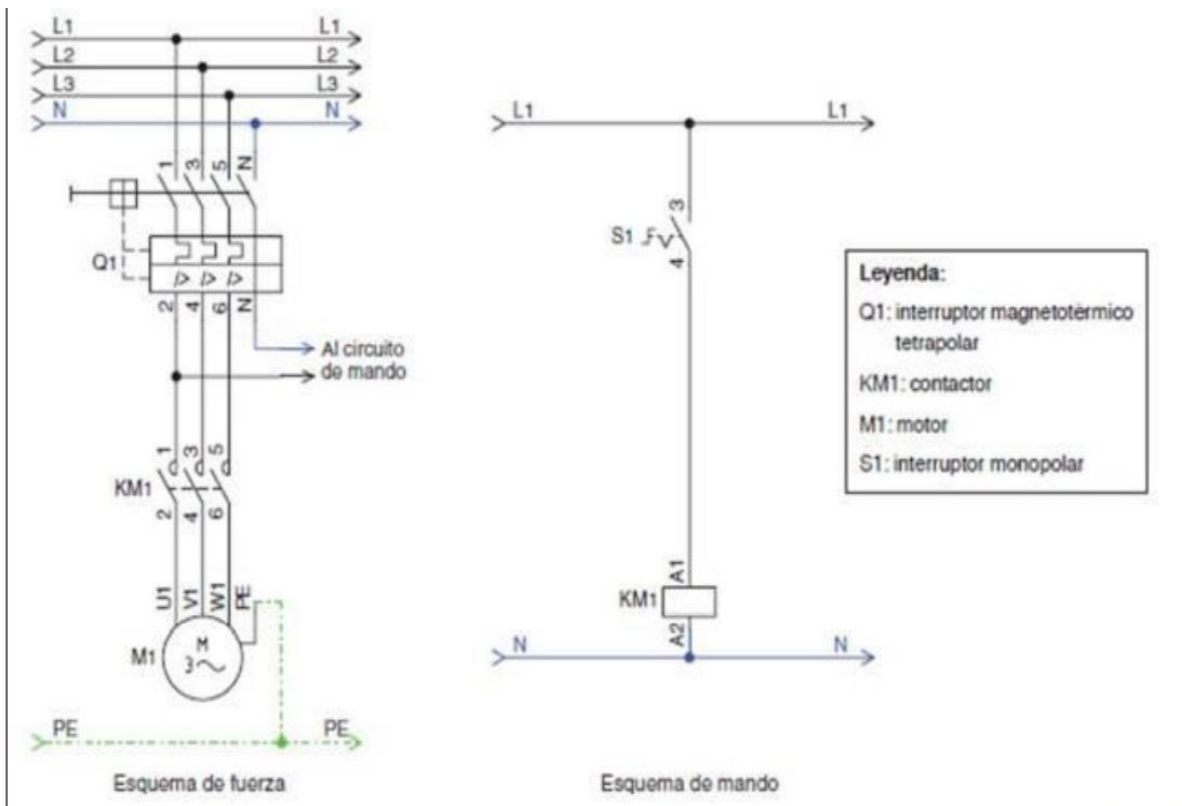 L1 L1
L2 L2
L3 L3
N N
1 3 5 N
Q1
2 4 6 N
Al circuito
de mando
1 3 5
KM1
2 4 6
U1 V1 W1 PE
M1
M
3~
PE PE
Esquema de fuerza
L1 L1
3
S1
4
A1
KM1
A2
N N
Esquema de mando
Leyenda:
Q1: interruptor magnetotérmico
tetrapolar
KM1: contactor
M1: motor
S1: interruptor monopolar